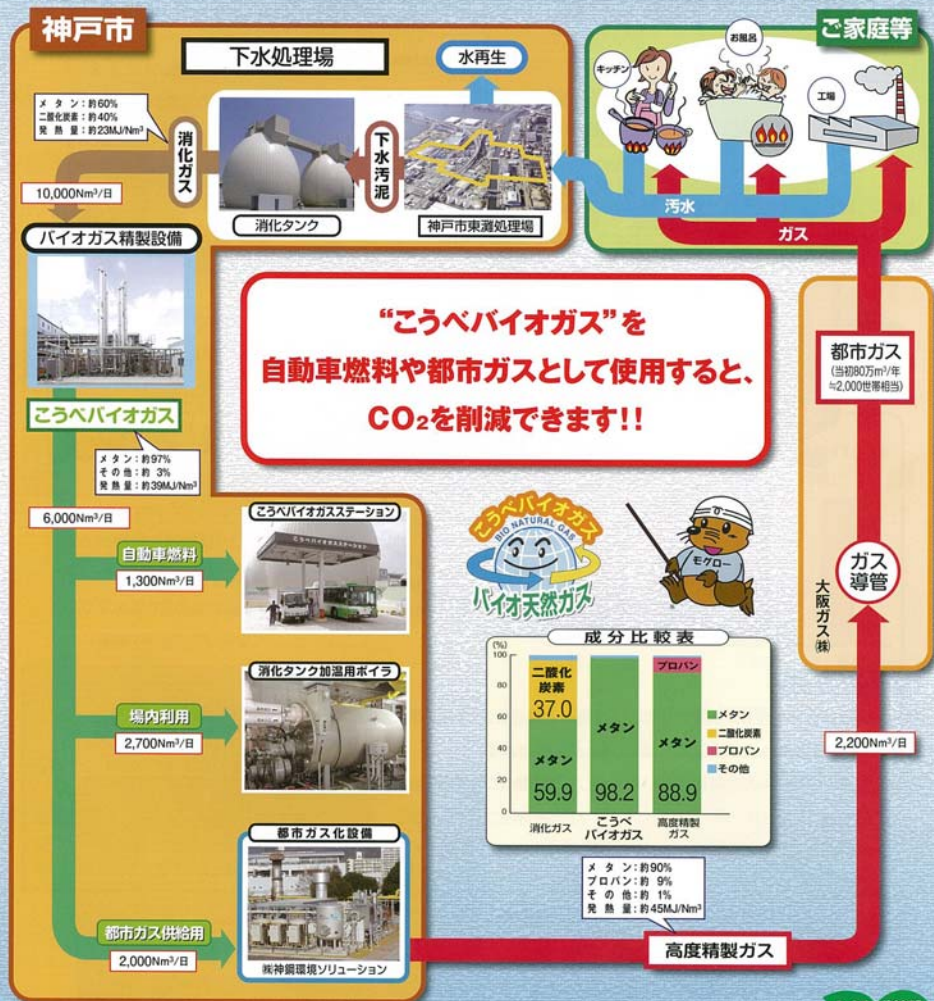 神戸市
下水処理場
水再生
メタン：約60%
二酸化炭素：約40%
発熱量：約23MJ/Nm³
消化ガス
下水汚泥
消化タンク
神戸市東灘処理場
10,000Nm³/日
バイオガス精製設備
こうべバイオガス
メタン：約97%
その他：約 3%
発熱量：約39MJ/Nm³
6,000Nm³/日
自動車燃料
1,300Nm³/日
こうべバイオガスステーション
こうべバイオガスステーション
場内利用
2,700Nm³/日
消化タンク加温用ボイラ
都市ガス供給用
2,000Nm³/日
都市ガス化設備
㈱神鋼環境ソリューション
ご家庭等
キッチン
お風呂
工場
汚水
ガス
“こうべバイオガス”を
自動車燃料や都市ガスとして使用すると、
CO₂を削減できます!!
都市ガス
(当初80万m³/年
≒2,000世帯相当)
ガス
導管
大阪ガス㈱
2,200Nm³/日
こうべバイオガス
BIO NATURAL GAS
バイオ天然ガス
モグロー
成分比較表
(%)
100
80
60
40
20
0
二酸化
炭素
37.0
メタン
59.9
メタン
98.2
プロパン
メタン
88.9
消化ガス
こうべ
バイオガス
高度精製
ガス
メタン
二酸化炭素
プロパン
その他
メタン：約90%
プロパン：約 9%
その他：約 1%
発熱量：約45MJ/Nm³
高度精製ガス